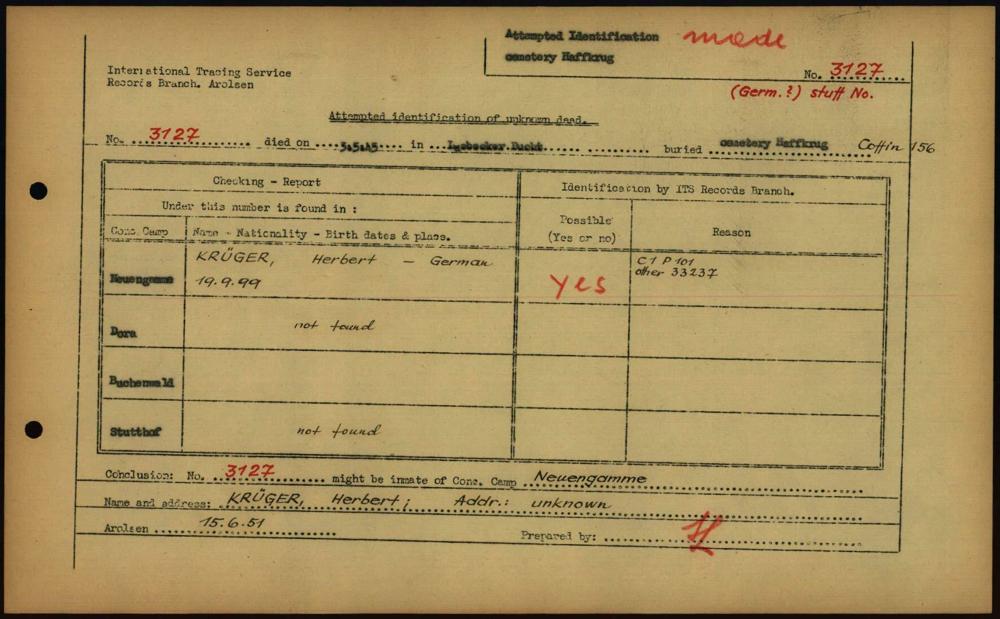 Attempted Identification made
cemetery Haffkrug
International Tracing Service
Records Branch. Arolsen
No. 3127
(Germ.?) stuff No.
Attempted identification of unknown dead.
No. 3127 died on 3.5.45 in Luebecker Bucht buried cemetery Haffkrug Coffin 156
Checking - Report
Identification by ITS Records Branch.
Under this number is found in :
Possible
(Yes or no)
Reason
Conc. Camp
Name - Nationality - Birth dates & place.
Neuengamme
KRÜGER, Herbert - German
19.9.99
yes
C1 P 101
other 33237
Dora
not found
Buchenwald
Stutthof
not found
Conclusion: No. 3127 might be inmate of Conc. Camp Neuengamme
Name and address: KRÜGER, Herbert; Addr.: unknown
Arolsen 15.6.51
Prepared by: